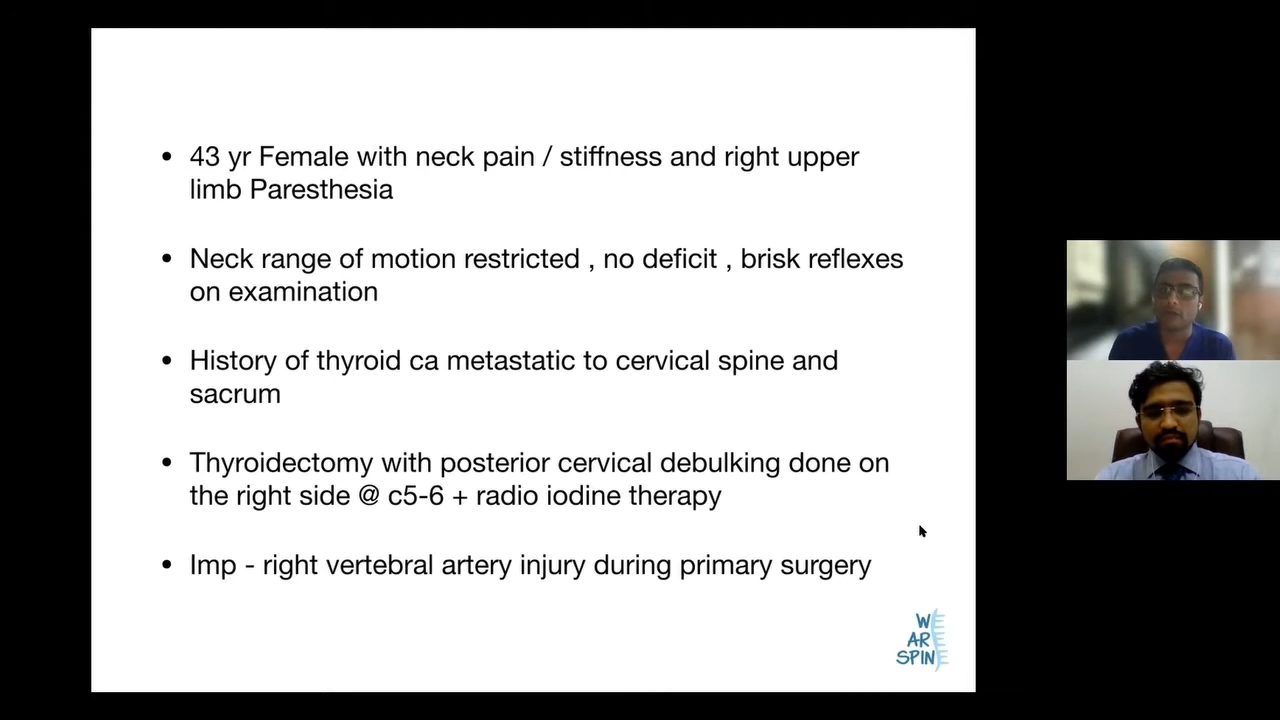 • 43 yr Female with neck pain / stiffness and right upper
limb Paresthesia
• Neck range of motion restricted , no deficit , brisk reflexes
on examination
• History of thyroid ca metastatic to cervical spine and
sacrum
• Thyroidectomy with posterior cervical debulking done on
the right side @ c5-6 + radio iodine therapy
• Imp - right vertebral artery injury during primary surgery
WE
AR
SPINE